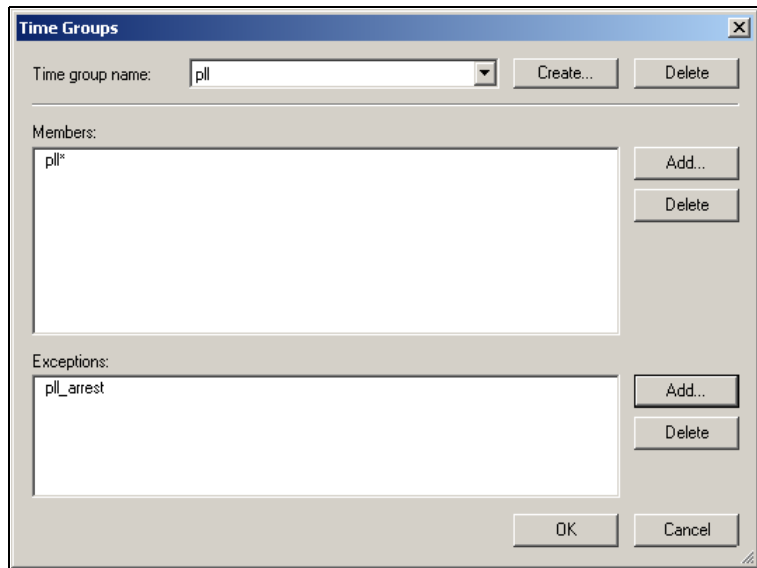 Time Groups
Time group name: pll Create... Delete
Members:
pll*
Add...
Delete
Exceptions:
pll_arrest
Add...
Delete
OK Cancel